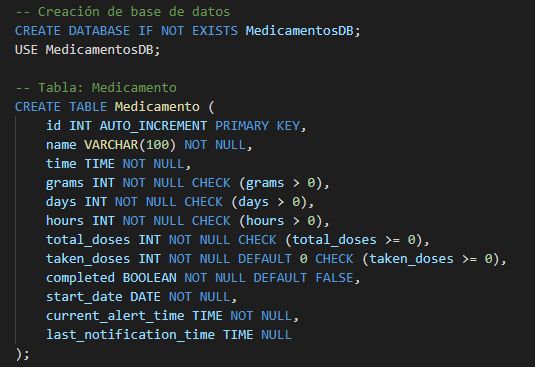 -- Creación de base de datos
CREATE DATABASE IF NOT EXISTS MedicamentosDB;
USE MedicamentosDB;

-- Tabla: Medicamento
CREATE TABLE Medicamento (
    id INT AUTO_INCREMENT PRIMARY KEY,
    name VARCHAR(100) NOT NULL,
    time TIME NOT NULL,
    grams INT NOT NULL CHECK (grams > 0),
    days INT NOT NULL CHECK (days > 0),
    hours INT NOT NULL CHECK (hours > 0),
    total_doses INT NOT NULL CHECK (total_doses >= 0),
    taken_doses INT NOT NULL DEFAULT 0 CHECK (taken_doses >= 0),
    completed BOOLEAN NOT NULL DEFAULT FALSE,
    start_date DATE NOT NULL,
    current_alert_time TIME NOT NULL,
    last_notification_time TIME NULL
);